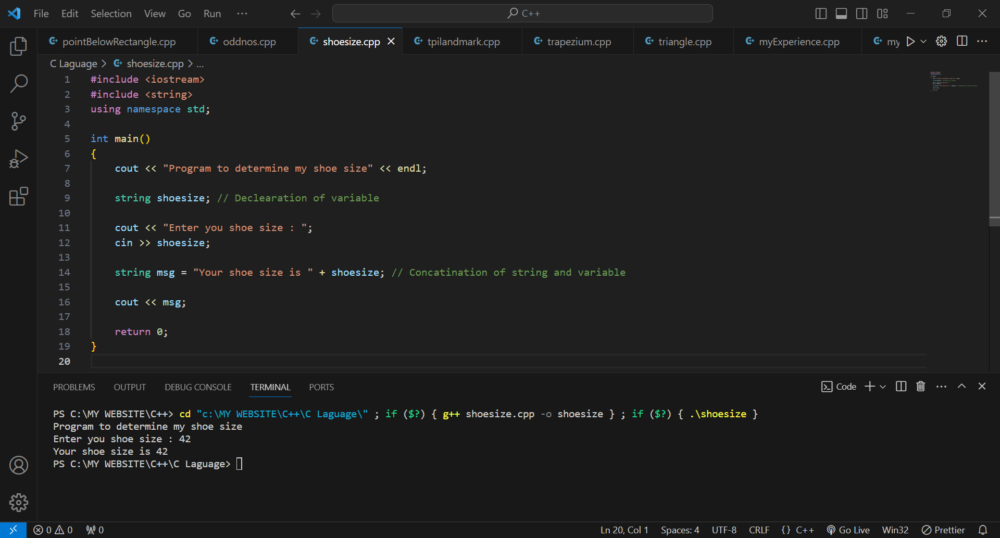 File Edit Selection View Go Run ··· C++
pointBelowRectangle.cpp oddnos.cpp shoesize.cpp tpilandmark.cpp trapezium.cpp triangle.cpp myExperience.cpp my
C Laguage > shoesize.cpp > ...
1 #include <iostream>
2 #include <string>
3 using namespace std;
4
5 int main()
6 {
7 cout << "Program to determine my shoe size" << endl;
8
9 string shoesize; // Declearation of variable
10
11 cout << "Enter you shoe size : ";
12 cin >> shoesize;
13
14 string msg = "Your shoe size is " + shoesize; // Concatination of string and variable
15
16 cout << msg;
17
18 return 0;
19 }
20
PROBLEMS OUTPUT DEBUG CONSOLE TERMINAL PORTS Code
PS C:\MY WEBSITE\C++> cd "c:\MY WEBSITE\C++\C Laguage\" ; if ($?) { g++ shoesize.cpp -o shoesize } ; if ($?) { .\shoesize }
Program to determine my shoe size
Enter you shoe size : 42
Your shoe size is 42
PS C:\MY WEBSITE\C++\C Laguage>
0 0 0 Ln 20, Col 1 Spaces: 4 UTF-8 CRLF {} C++ Go Live Win32 Prettier